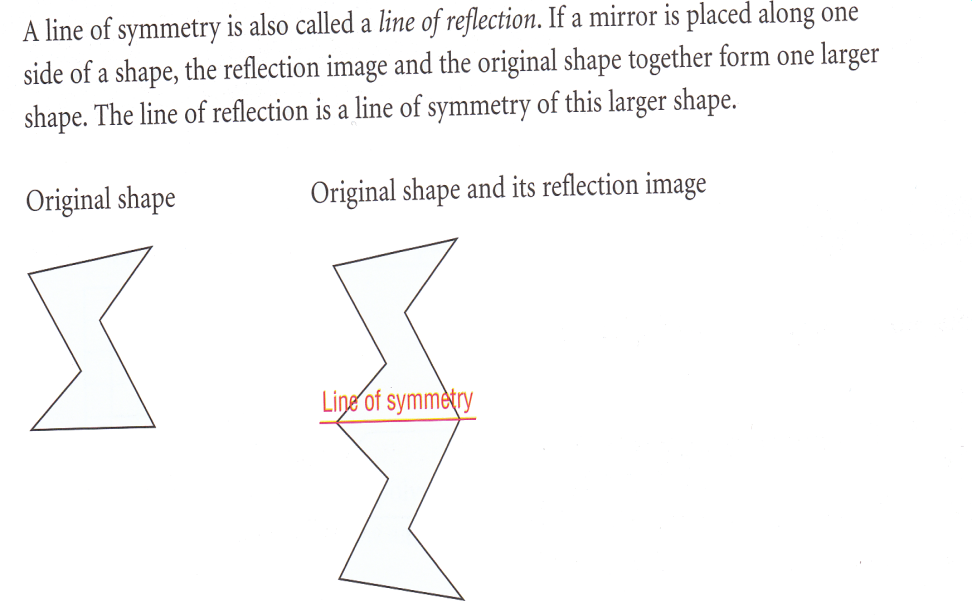 A line of symmetry is also called a line of reflection. If a mirror is placed along one
side of a shape, the reflection image and the original shape together form one larger
shape. The line of reflection is a line of symmetry of this larger shape.
Original shape
Original shape and its reflection image
Line of symmetry